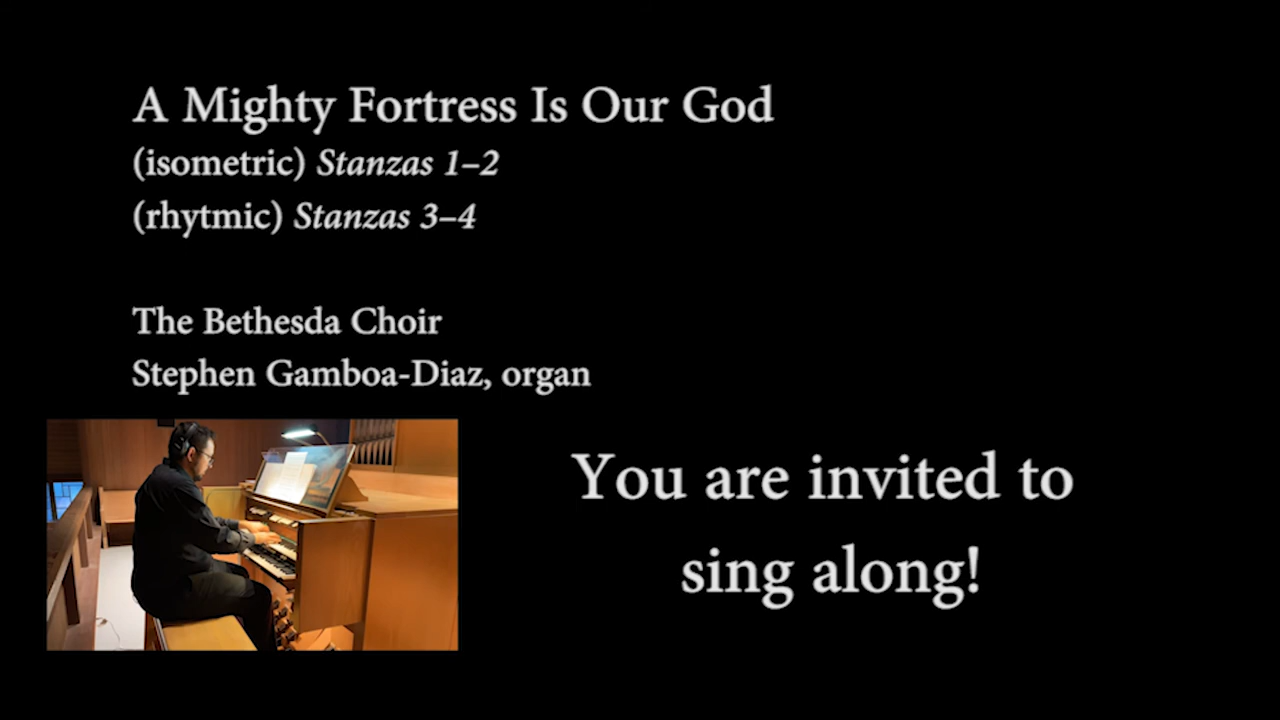 A Mighty Fortress Is Our God
(isometric) Stanzas 1–2
(rhytmic) Stanzas 3–4
The Bethesda Choir
Stephen Gamboa-Diaz, organ
You are invited to
sing along!